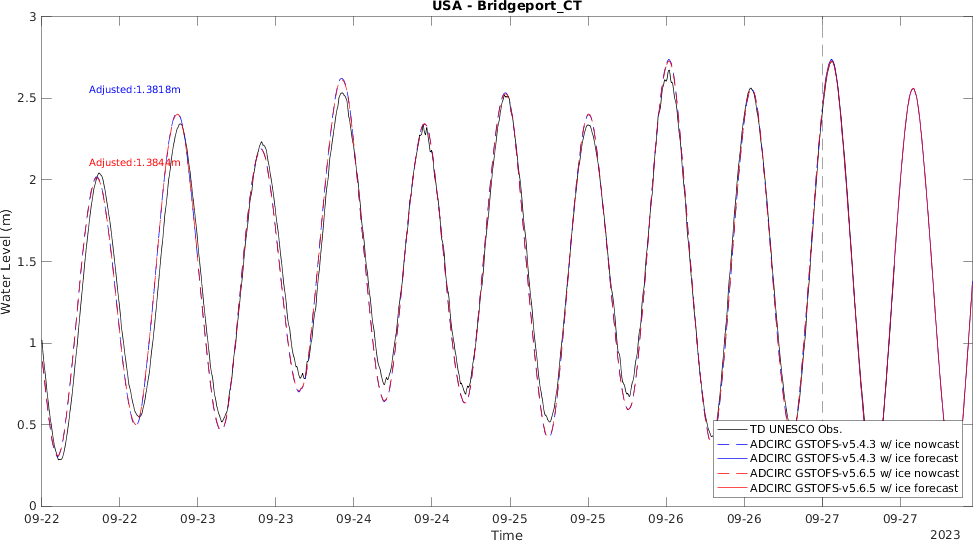 USA - Bridgeport_CT
3
2.5
2
1.5
1
0.5
0
Water Level (m)
Adjusted:1.3818m
Adjusted:1.3844m
TD UNESCO Obs.
ADCIRC GSTOFS-v5.4.3 w/ ice nowcast
ADCIRC GSTOFS-v5.4.3 w/ ice forecast
ADCIRC GSTOFS-v5.6.5 w/ ice nowcast
ADCIRC GSTOFS-v5.6.5 w/ ice forecast
09-22 09-22 09-23 09-23 09-24 09-24 09-25 09-25 09-26 09-26 09-27 09-27
Time
2023